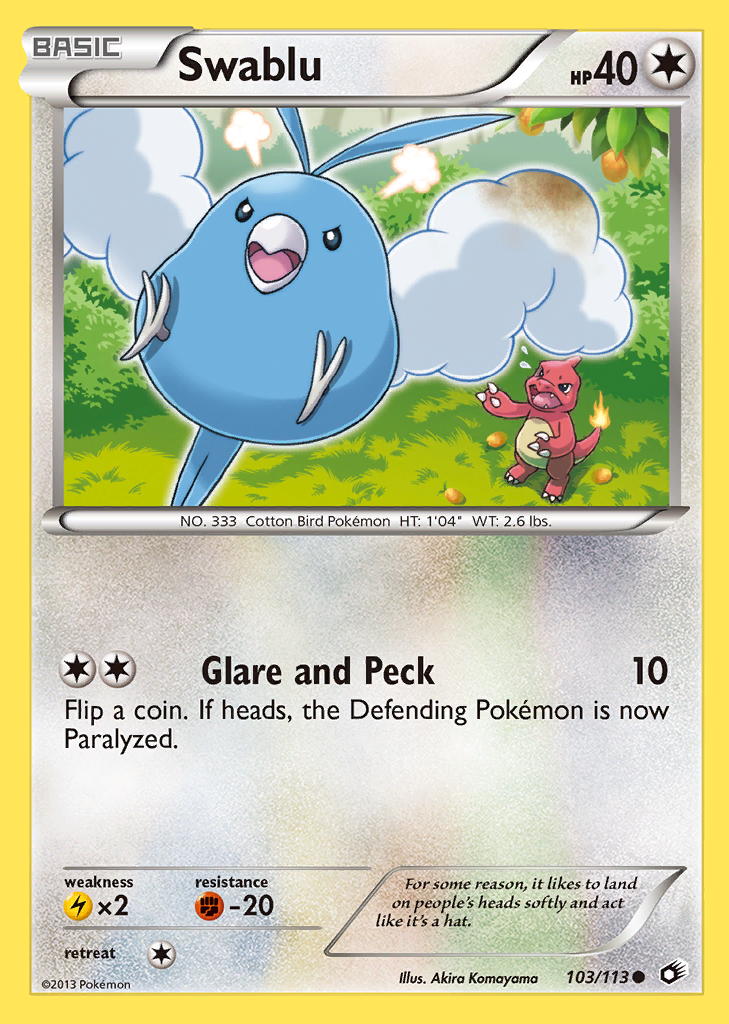 BASIC
Swablu
HP40
NO. 333 Cotton Bird Pokémon HT: 1'04" WT: 2.6 lbs.
Glare and Peck 10
Flip a coin. If heads, the Defending Pokémon is now
Paralyzed.
weakness
×2
resistance
-20
retreat
For some reason, it likes to land
on people's heads softly and act
like it's a hat.
©2013 Pokémon
Illus. Akira Komayama
103/113